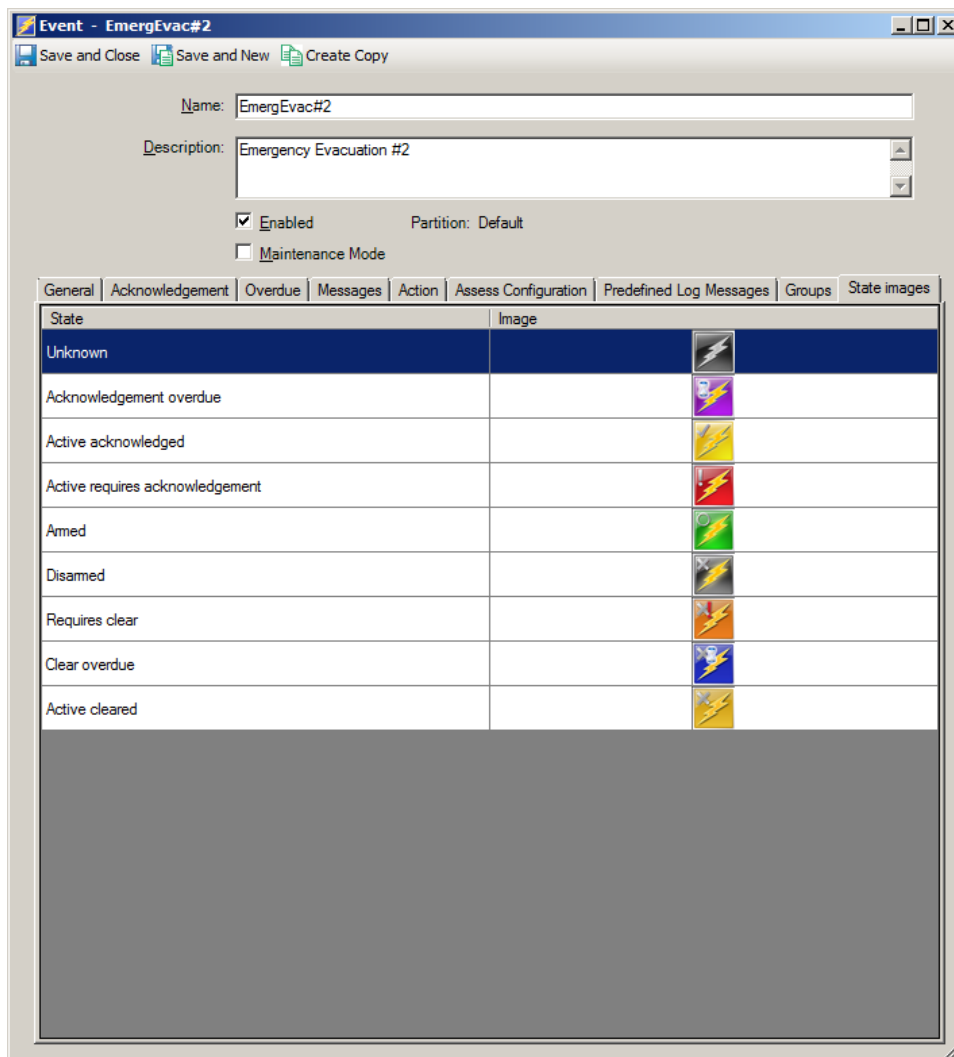 Event - EmergEvac#2
Save and Close Save and New Create Copy
Name: EmergEvac#2
Description: Emergency Evacuation #2
Enabled Partition: Default
Maintenance Mode
General Acknowledgement Overdue Messages Action Assess Configuration Predefined Log Messages Groups State images
State Image
Unknown
Acknowledgement overdue
Active acknowledged
Active requires acknowledgement
Armed
Disarmed
Requires clear
Clear overdue
Active cleared